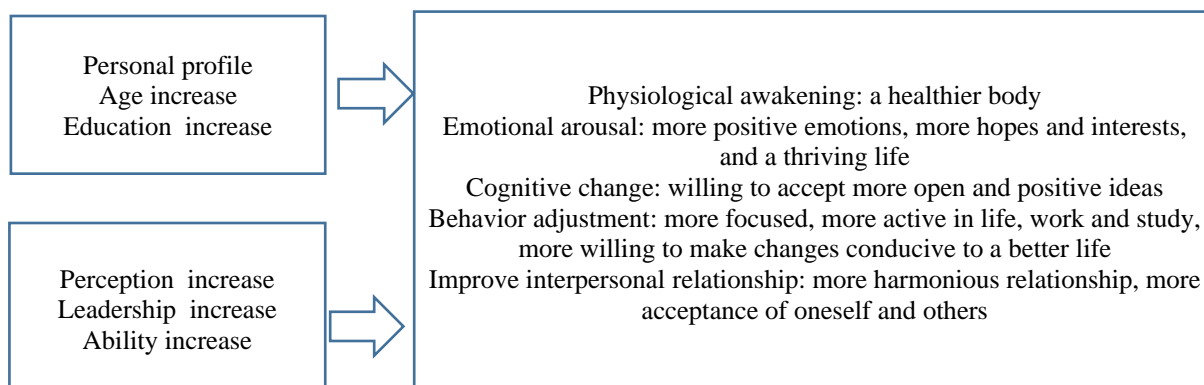 Personal profile
Age increase
Education increase
Perception increase
Leadership increase
Ability increase
Physiological awakening: a healthier body
Emotional arousal: more positive emotions, more hopes and interests,
and a thriving life
Cognitive change: willing to accept more open and positive ideas
Behavior adjustment: more focused, more active in life, work and study,
more willing to make changes conducive to a better life
Improve interpersonal relationship: more harmonious relationship, more
acceptance of oneself and others